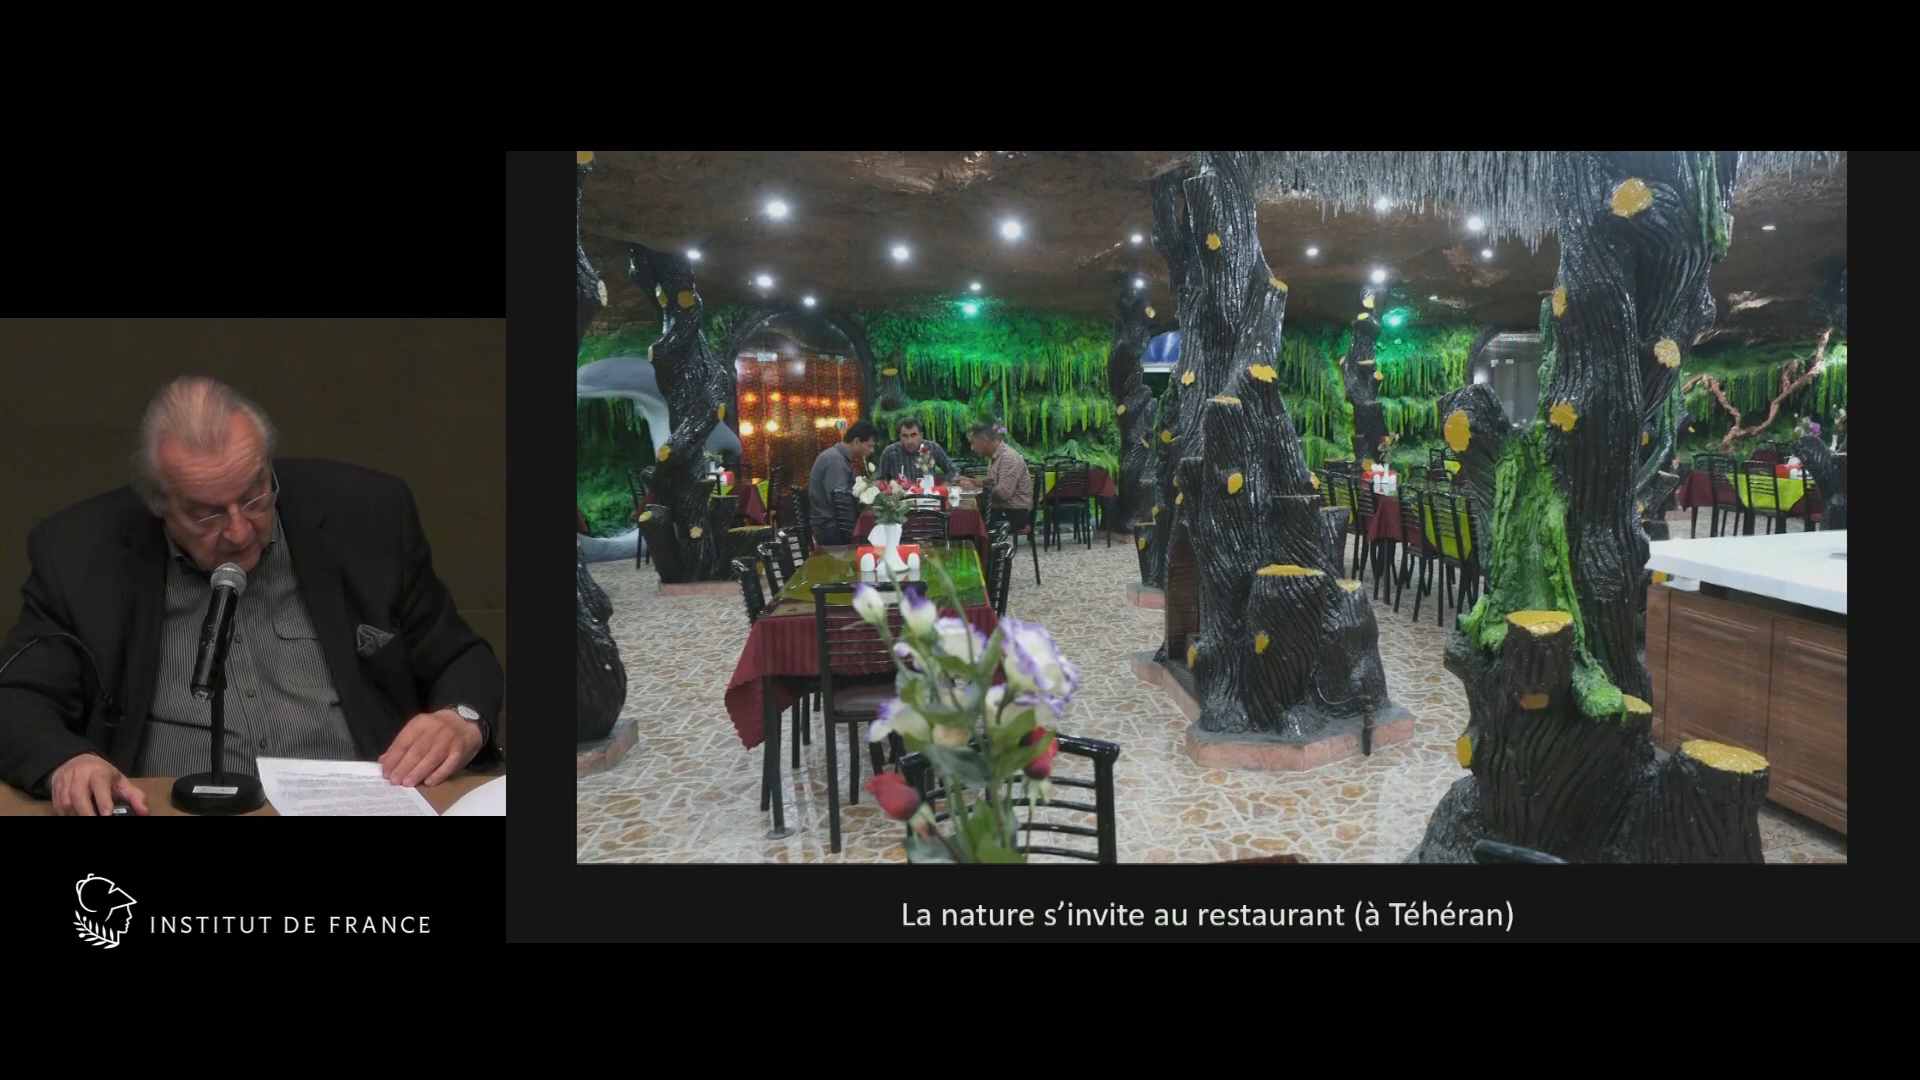 INSTITUT DE FRANCE
La nature s’invite au restaurant (à Téhéran)